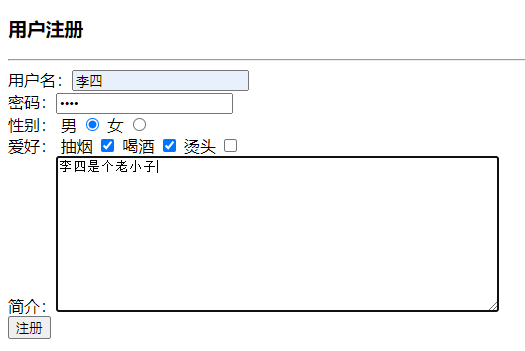 用户注册
用户名：李四
密码：••••
性别： 男 女
爱好： 抽烟 喝酒 烫头
李四是个老小子
简介：
注册